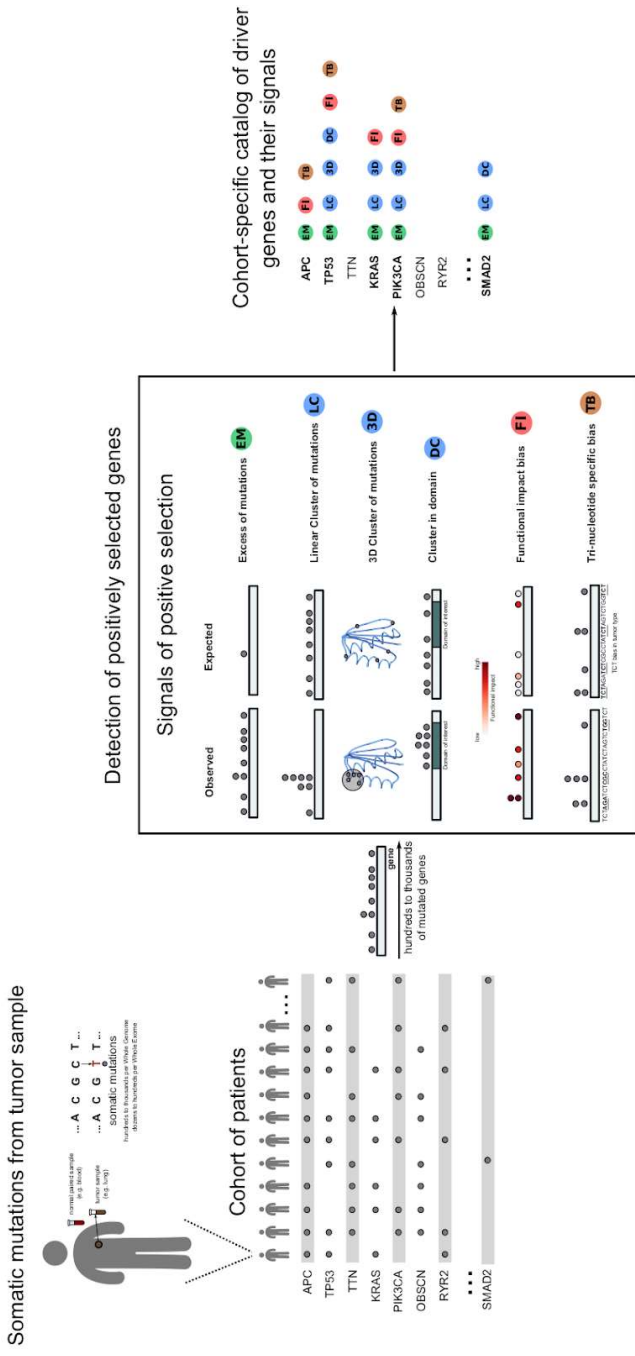 Somatic mutations from tumor sample
normal paired sample
(e.g. blood)
tumor sample
(e.g. lung)
... A C G C T ...
... A C G T T ...
somatic mutations
hundreds to thousands per Whole Genome
dozens to hundreds per Whole Exome
Cohort of patients
APC
TP53
TTN
KRAS
PIK3CA
OBSCN
RYR2
...
SMAD2
...
gene
hundreds to thousands
of mutated genes
Detection of positively selected genes
Signals of positive selection
Observed
Expected
Excess of mutations EM
Linear Cluster of mutations LC
3D Cluster of mutations 3D
Domain of interest
Domain of interest
Cluster in domain DC
low
high
Functional impact
Functional impact bias FI
TCTAGATCTCGCCTATCTAGTCTGGTCT
TCTAGATCTCGCCTATCTAGTCTGGTCT
TCT bias in tumor type
Tri-nucleotide specific bias TB
Cohort-specific catalog of driver
genes and their signals
APC EM FI TB
TP53 EM LC 3D DC FI TB
TTN
KRAS EM LC 3D FI
PIK3CA EM LC 3D FI TB
OBSCN
RYR2
...
SMAD2 EM LC DC